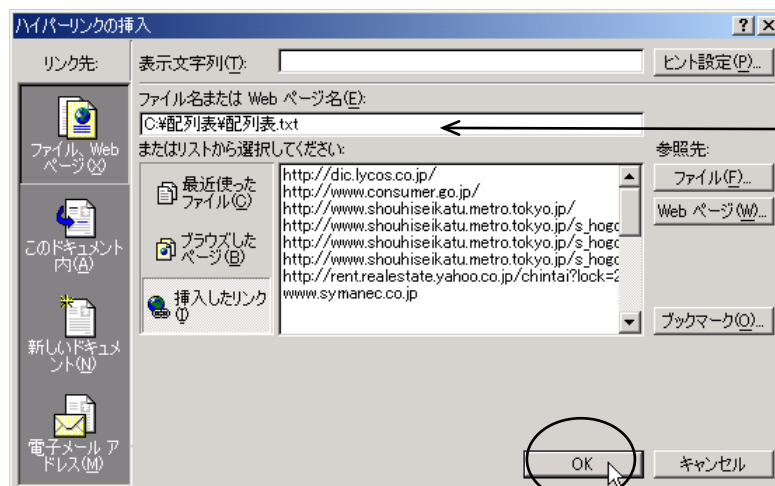 ハイパーリンクの挿入
リンク先:
表示文字列(T):
ヒント設定(P)...
ファイル名または Web ページ名(E):
C:¥配列表¥配列表.txt
またはリストから選択してください:
参照先:
ファイル、Web
ページ(X)
最近使った
ファイル(C)
http://dic.lycos.co.jp/
http://www.consumer.go.jp/
http://www.shouhiseikatu.metro.tokyo.jp/
http://www.shouhiseikatu.metro.tokyo.jp/s_hogo
http://www.shouhiseikatu.metro.tokyo.jp/s_hogo
http://www.shouhiseikatu.metro.tokyo.jp/s_hogo
http://rent.realestate.yahoo.co.jp/chintai?lock=2
www.symanec.co.jp
ファイル(F)...
Web ページ(W)...
このドキュメント
内(A)
ブラウズした
ページ(B)
挿入したリンク
(I)
ブックマーク(O)...
新しいドキュメ
ント(N)
電子メール ア
ドレス(M)
OK
キャンセル